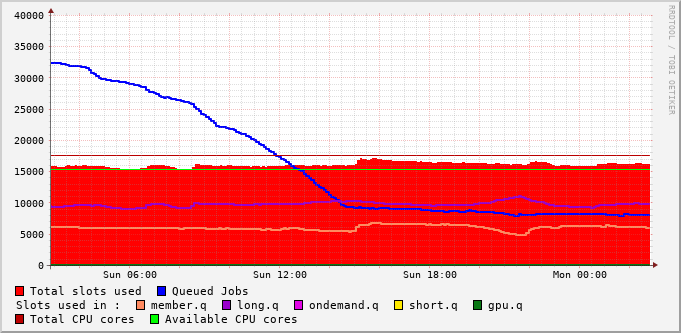 40000
35000
30000
25000
20000
15000
10000
5000
0
Sun 06:00 Sun 12:00 Sun 18:00 Mon 00:00
RRDTOOL / TOBI OETIKER
Total slots used Queued Jobs
Slots used in : member.q long.q ondemand.q short.q gpu.q
Total CPU cores Available CPU cores